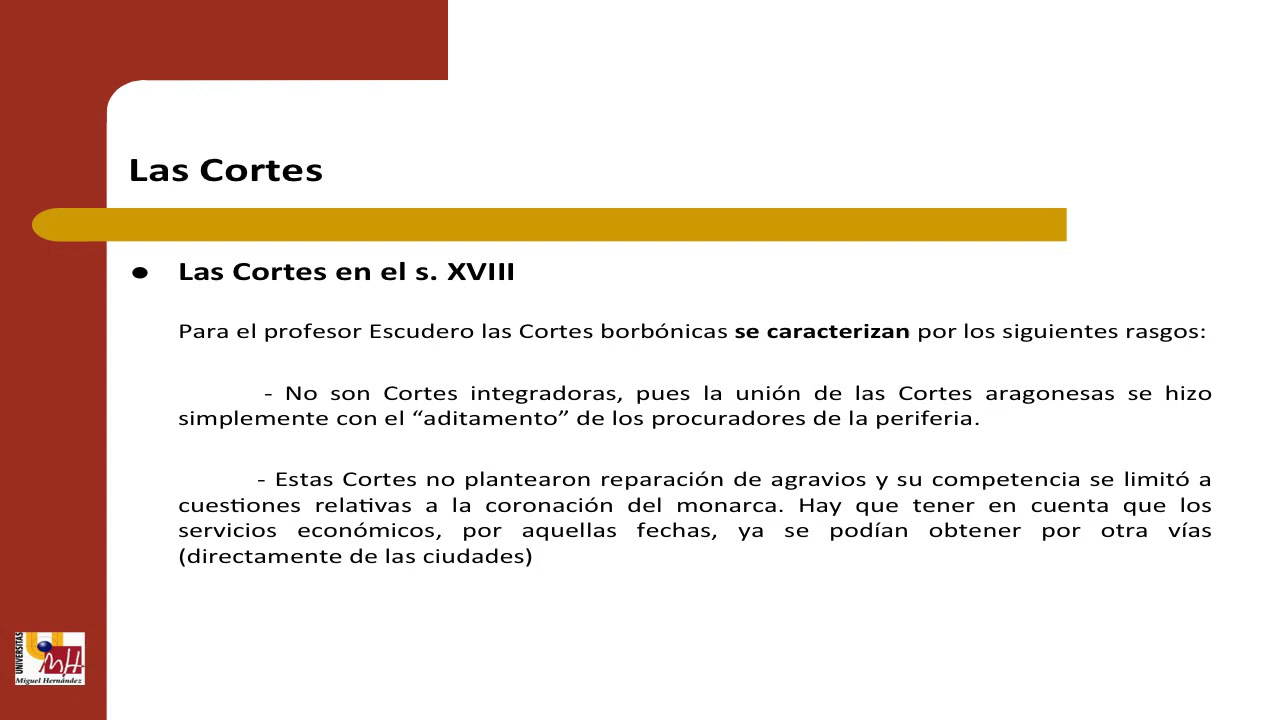 Las Cortes
● Las Cortes en el s. XVIII
Para el profesor Escudero las Cortes borbónicas se caracterizan por los siguientes rasgos:
- No son Cortes integradoras, pues la unión de las Cortes aragonesas se hizo
simplemente con el “aditamento” de los procuradores de la periferia.
- Estas Cortes no plantearon reparación de agravios y su competencia se limitó a
cuestiones relativas a la coronación del monarca. Hay que tener en cuenta que los
servicios económicos, por aquellas fechas, ya se podían obtener por otra vías
(directamente de las ciudades)
UNIVERSITAS
MH
Miguel Hernández